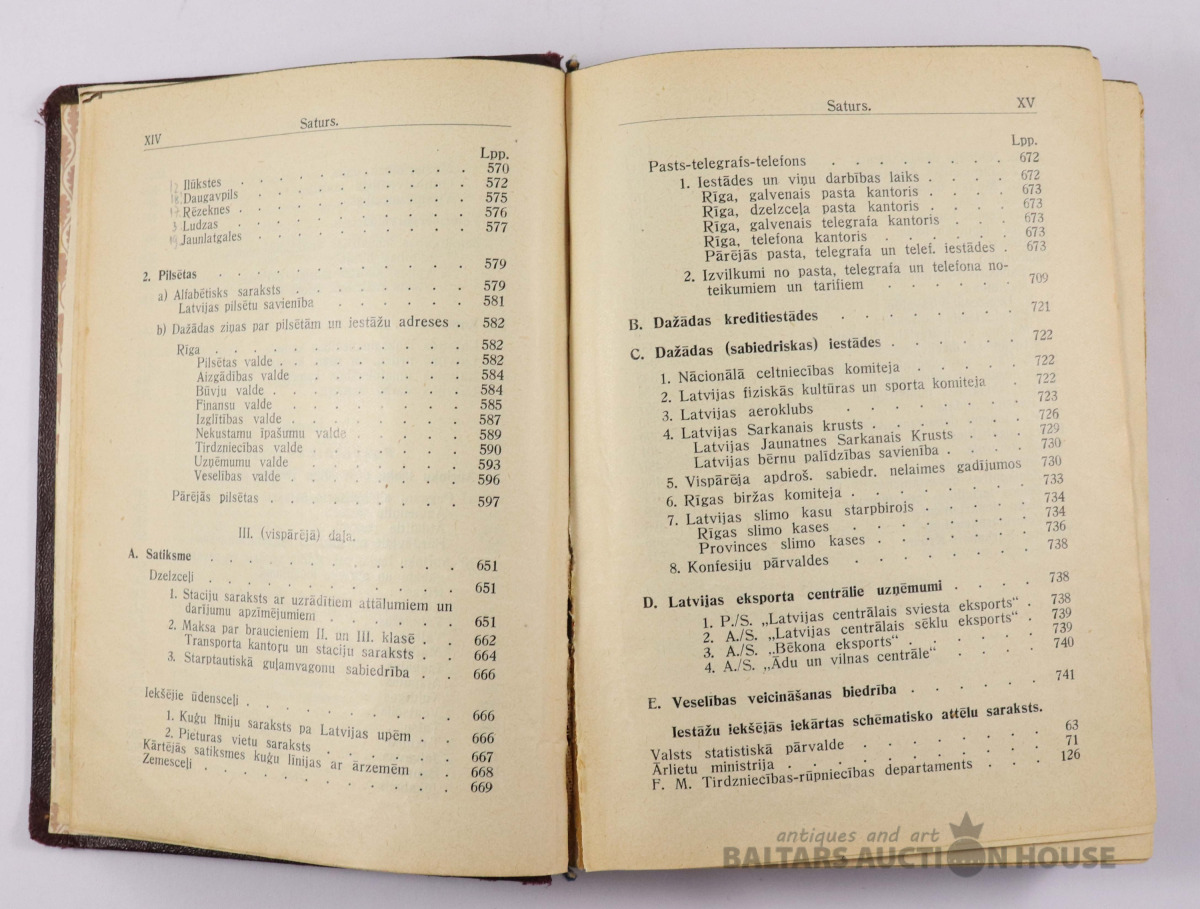 XIV Saturs.
Lpp.
Ilūkstes . . . 570
Daugavpils . . . 572
Rēzeknes . . . 575
Ludzas . . . 576
Jaunlatgales . . . 577
2. Pilsētas . . . 579
a) Alfabētisks saraksts . . . 579
Latvijas pilsētu savienība . . . 581
b) Dažādas ziņas par pilsētām un iestāžu adreses . 582
Rīga . . . 582
Pilsētas valde . . . 582
Aizgādības valde . . . 584
Būvju valde . . . 584
Finansu valde . . . 585
Izglītības valde . . . 587
Nekustamu īpašumu valde . . . 589
Tirdzniecības valde . . . 590
Uzņēmumu valde . . . 593
Veselības valde . . . 596
Pārējās pilsētas . . . 597
III. (vispārējā) daļa.
A. Satiksme . . . 651
Dzelzceļi . . . 651
1. Staciju saraksts ar uzrādītiem attālumiem un
darījumu apzīmējumiem . . . 651
2. Maksa par braucieniem II. un III. klasē . . 662
Transporta kantoŗu un staciju saraksts . . 664
3. Starptautiskā guļamvagonu sabiedrība . . 666
Iekšējie ūdensceļi . . . 666
1. Kuģu līniju saraksts pa Latvijas upēm . . 666
2. Pieturas vietu saraksts . . . 667
Kārtējās satiksmes kuģu līnijas ar ārzemēm . . 668
Zemesceļi . . . 669
Saturs. XV
Lpp.
Pasts-telegrafs-telefons . . . 672
1. Iestādes un viņu darbības laiks . . . 672
Rīga, galvenais pasta kantoris . . . 673
Rīga, dzelzceļa pasta kantoris . . . 673
Rīga, galvenais telegrafa kantoris . . . 673
Rīga, telefona kantoris . . . 673
Pārējās pasta, telegrafa un telef. iestādes . 673
2. Izvilkumi no pasta, telegrafa un telefona no-
teikumiem un tarifiem . . . 709
B. Dažādas kreditiestādes . . . 721
C. Dažādas (sabiedriskas) iestādes . . . 722
1. Nācionālā celtniecības komiteja . . . 722
2. Latvijas fiziskās kultūras un sporta komiteja . 722
3. Latvijas aeroklubs . . . 723
4. Latvijas Sarkanais krusts . . . 726
Latvijas Jaunatnes Sarkanais Krusts . . . 729
Latvijas bērnu palīdzības savienība . . . 730
5. Vispārēja apdroš. sabiedr. nelaimes gadījumos 730
6. Rīgas biržas komiteja . . . 733
7. Latvijas slimo kasu starpbirojs . . . 734
Rīgas slimo kases . . . 734
Provinces slimo kases . . . 736
8. Konfesiju pārvaldes . . . 738
D. Latvijas eksporta centrālie uzņēmumi . . . 738
1. P./S. „Latvijas centrālais sviesta eksports“ . 738
2. A./S. „Latvijas centrālais sēklu eksports“ . 739
3. A./S. „Bēkona eksports“ . . . 739
4. A./S. „Ādu un vilnas centrāle“ . . . 740
E. Veselības veicināšanas biedrība . . . 741
Iestāžu iekšējās iekārtas schēmatisko attēlu saraksts.
Valsts statistiskā pārvalde . . . 63
Ārlietu ministrija . . . 71
F. M. Tirdzniecības-rūpniecības departaments . . . 126
antiques and art
BALTARS AUCTION HOUSE